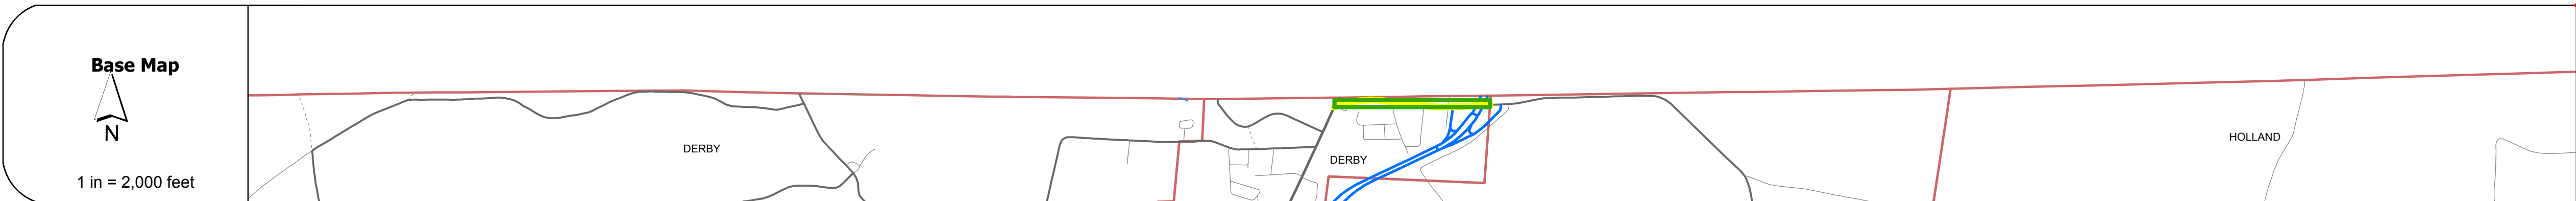 Base Map
N
1 in = 2,000 feet
DERBY
DERBY
HOLLAND